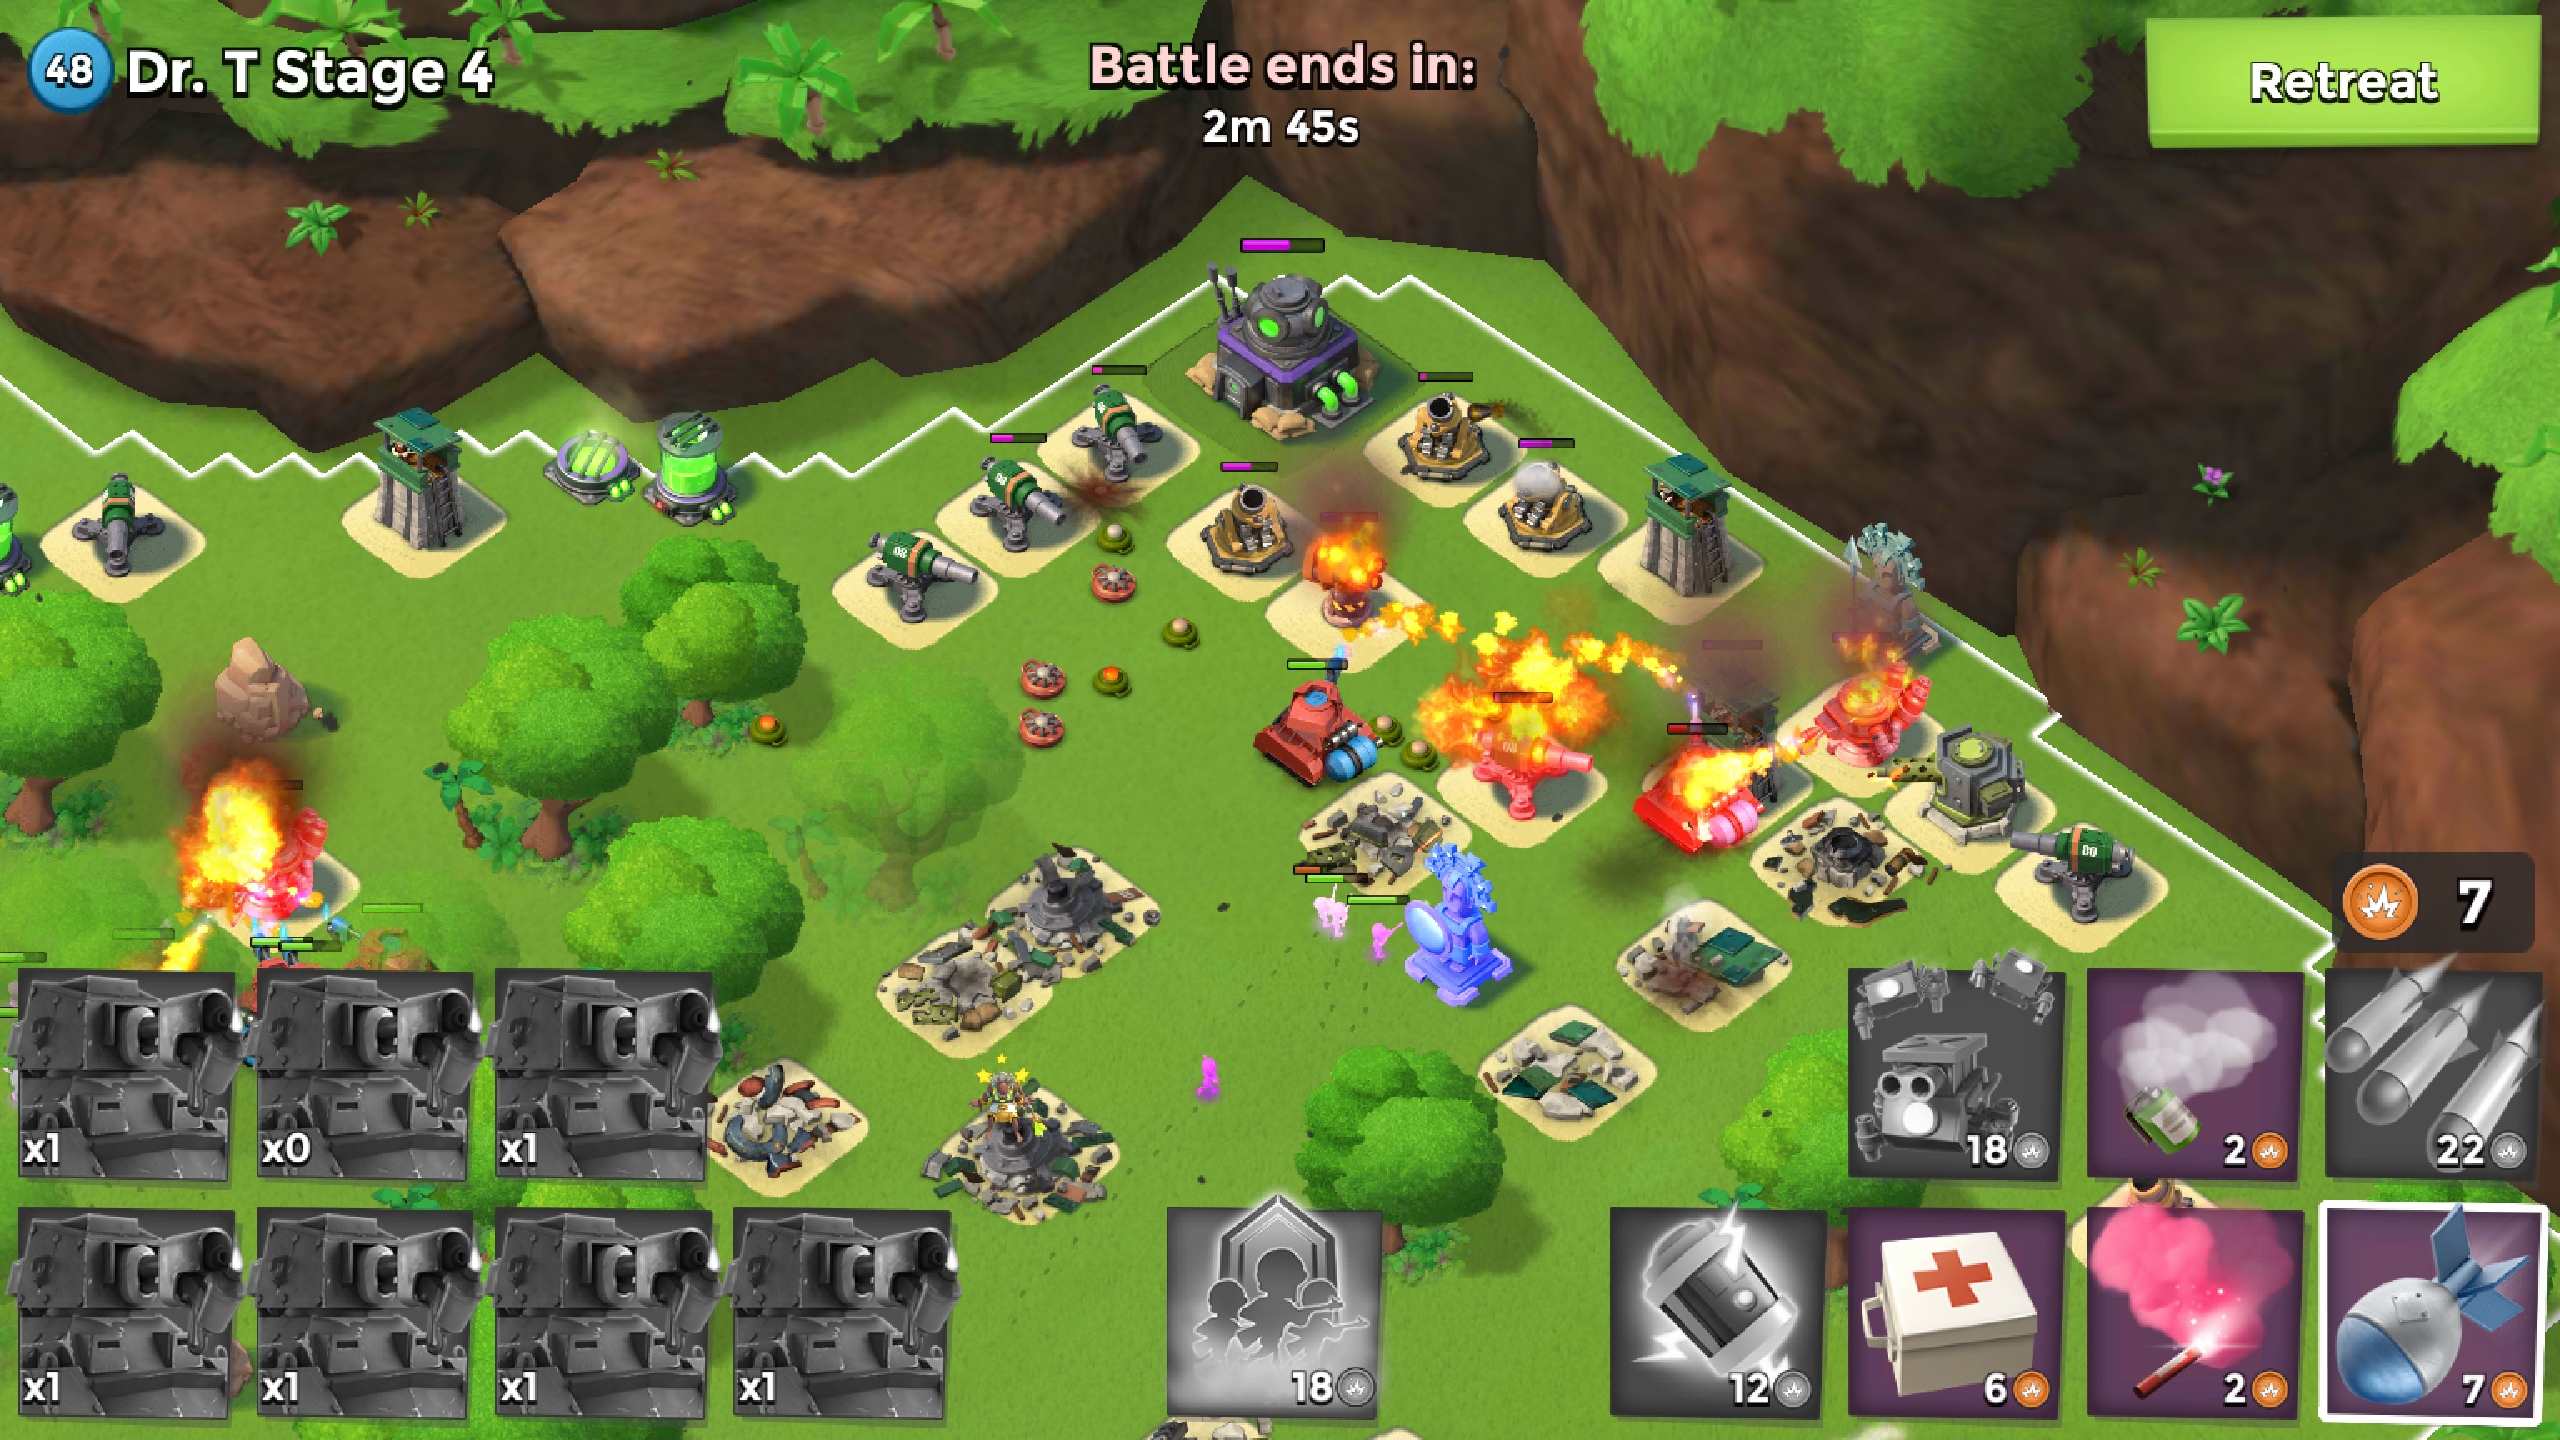 48 Dr. T Stage 4
Battle ends in:
2m 45s
Retreat
7
x1
x0
x1
18
2
22
x1
x1
x1
x1
18
12
6
2
7